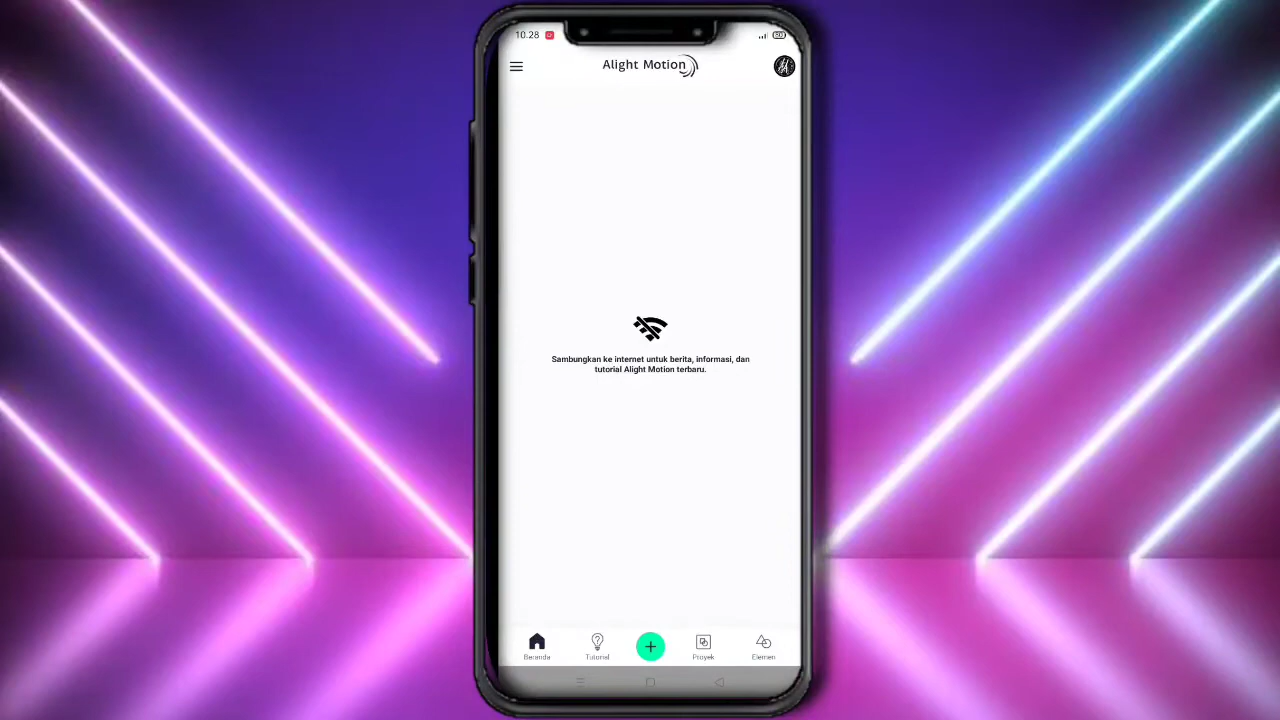 10.28
Alight Motion
Sambungkan ke internet untuk berita, informasi, dan
tutorial Alight Motion terbaru.
Beranda
Tutorial
Proyek
Elemen